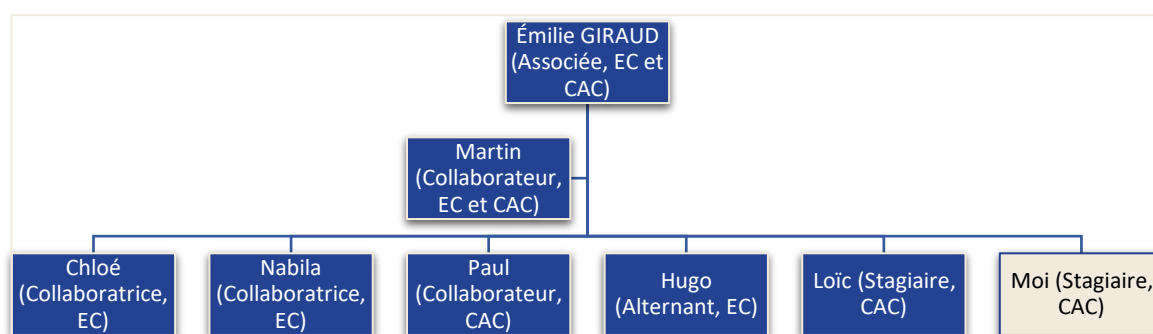 Émilie GIRAUD
(Associée, EC et
CAC)
Martin
(Collaborateur,
EC et CAC)
Chloé
(Collaboratrice,
EC)
Nabila
(Collaboratrice,
EC)
Paul
(Collaborateur,
CAC)
Hugo
(Alternant, EC)
Loïc (Stagiaire,
CAC)
Moi (Stagiaire,
CAC)